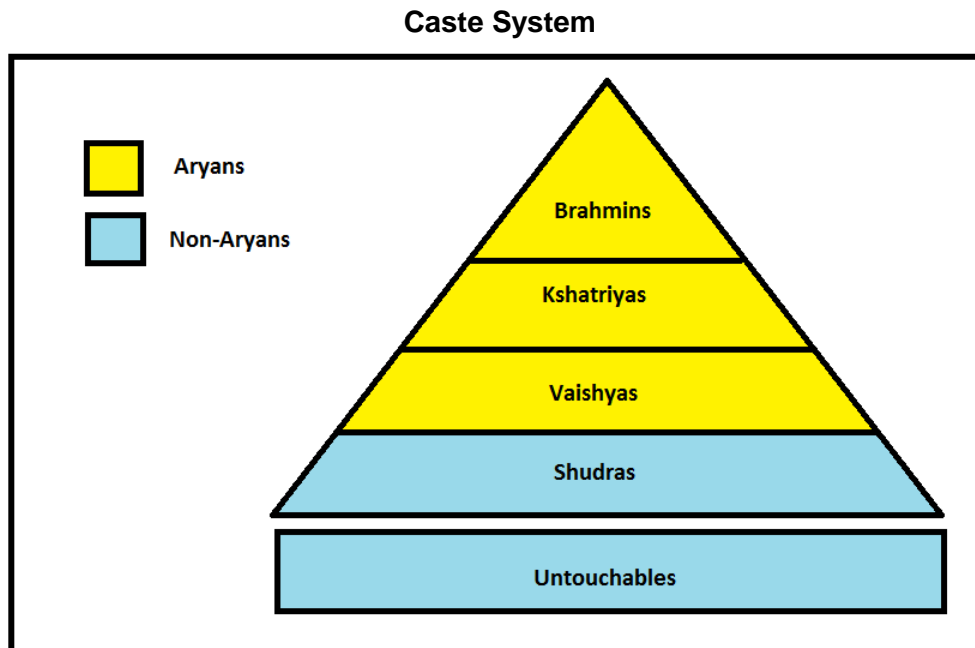 Caste System
Aryans
Non-Aryans
Brahmins
Kshatriyas
Vaishyas
Shudras
Untouchables